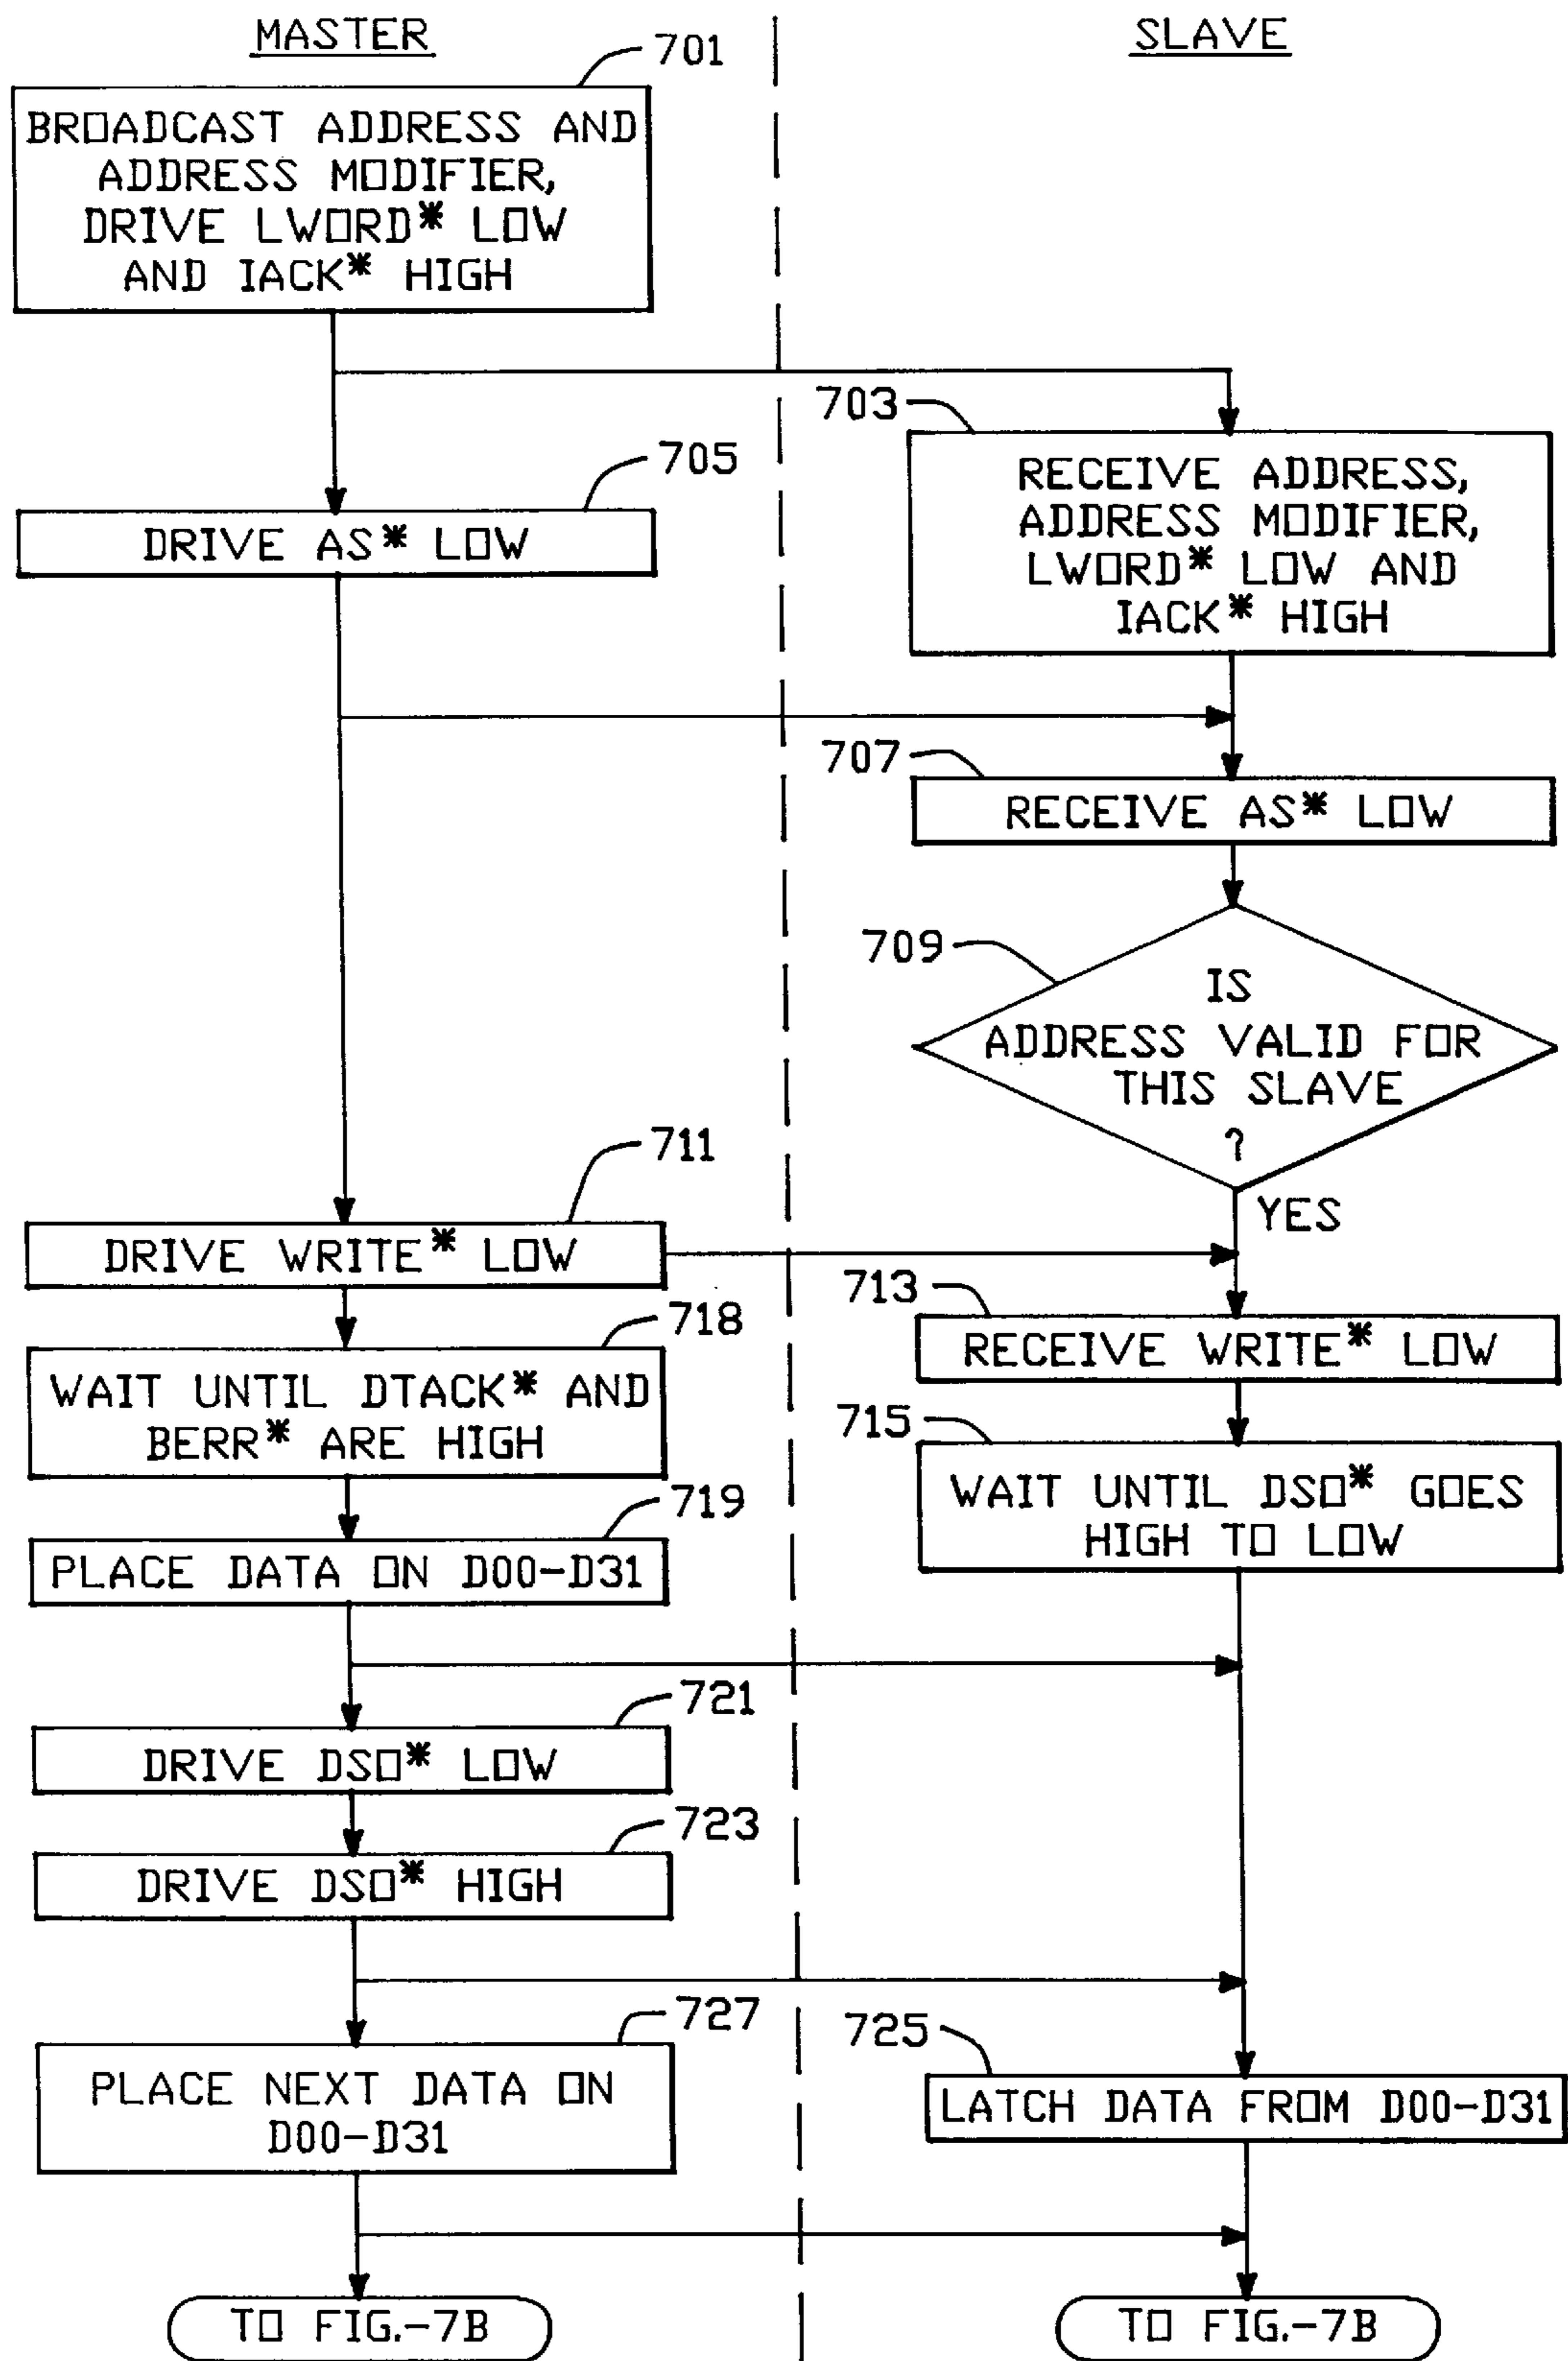 MASTER
SLAVE
701
BROADCAST ADDRESS AND
ADDRESS MODIFIER,
DRIVE LWORD* LOW
AND IACK* HIGH
703
RECEIVE ADDRESS,
ADDRESS MODIFIER,
LWORD* LOW AND
IACK* HIGH
705
DRIVE AS* LOW
707
RECEIVE AS* LOW
709
IS
ADDRESS VALID FOR
THIS SLAVE
?
YES
711
DRIVE WRITE* LOW
713
RECEIVE WRITE* LOW
718
WAIT UNTIL DTACK* AND
BERR* ARE HIGH
715
WAIT UNTIL DSO* GOES
HIGH TO LOW
719
PLACE DATA ON D00-D31
721
DRIVE DSO* LOW
723
DRIVE DSO* HIGH
727
PLACE NEXT DATA ON
D00-D31
725
LATCH DATA FROM D00-D31
TO FIG.-7B
TO FIG.-7B